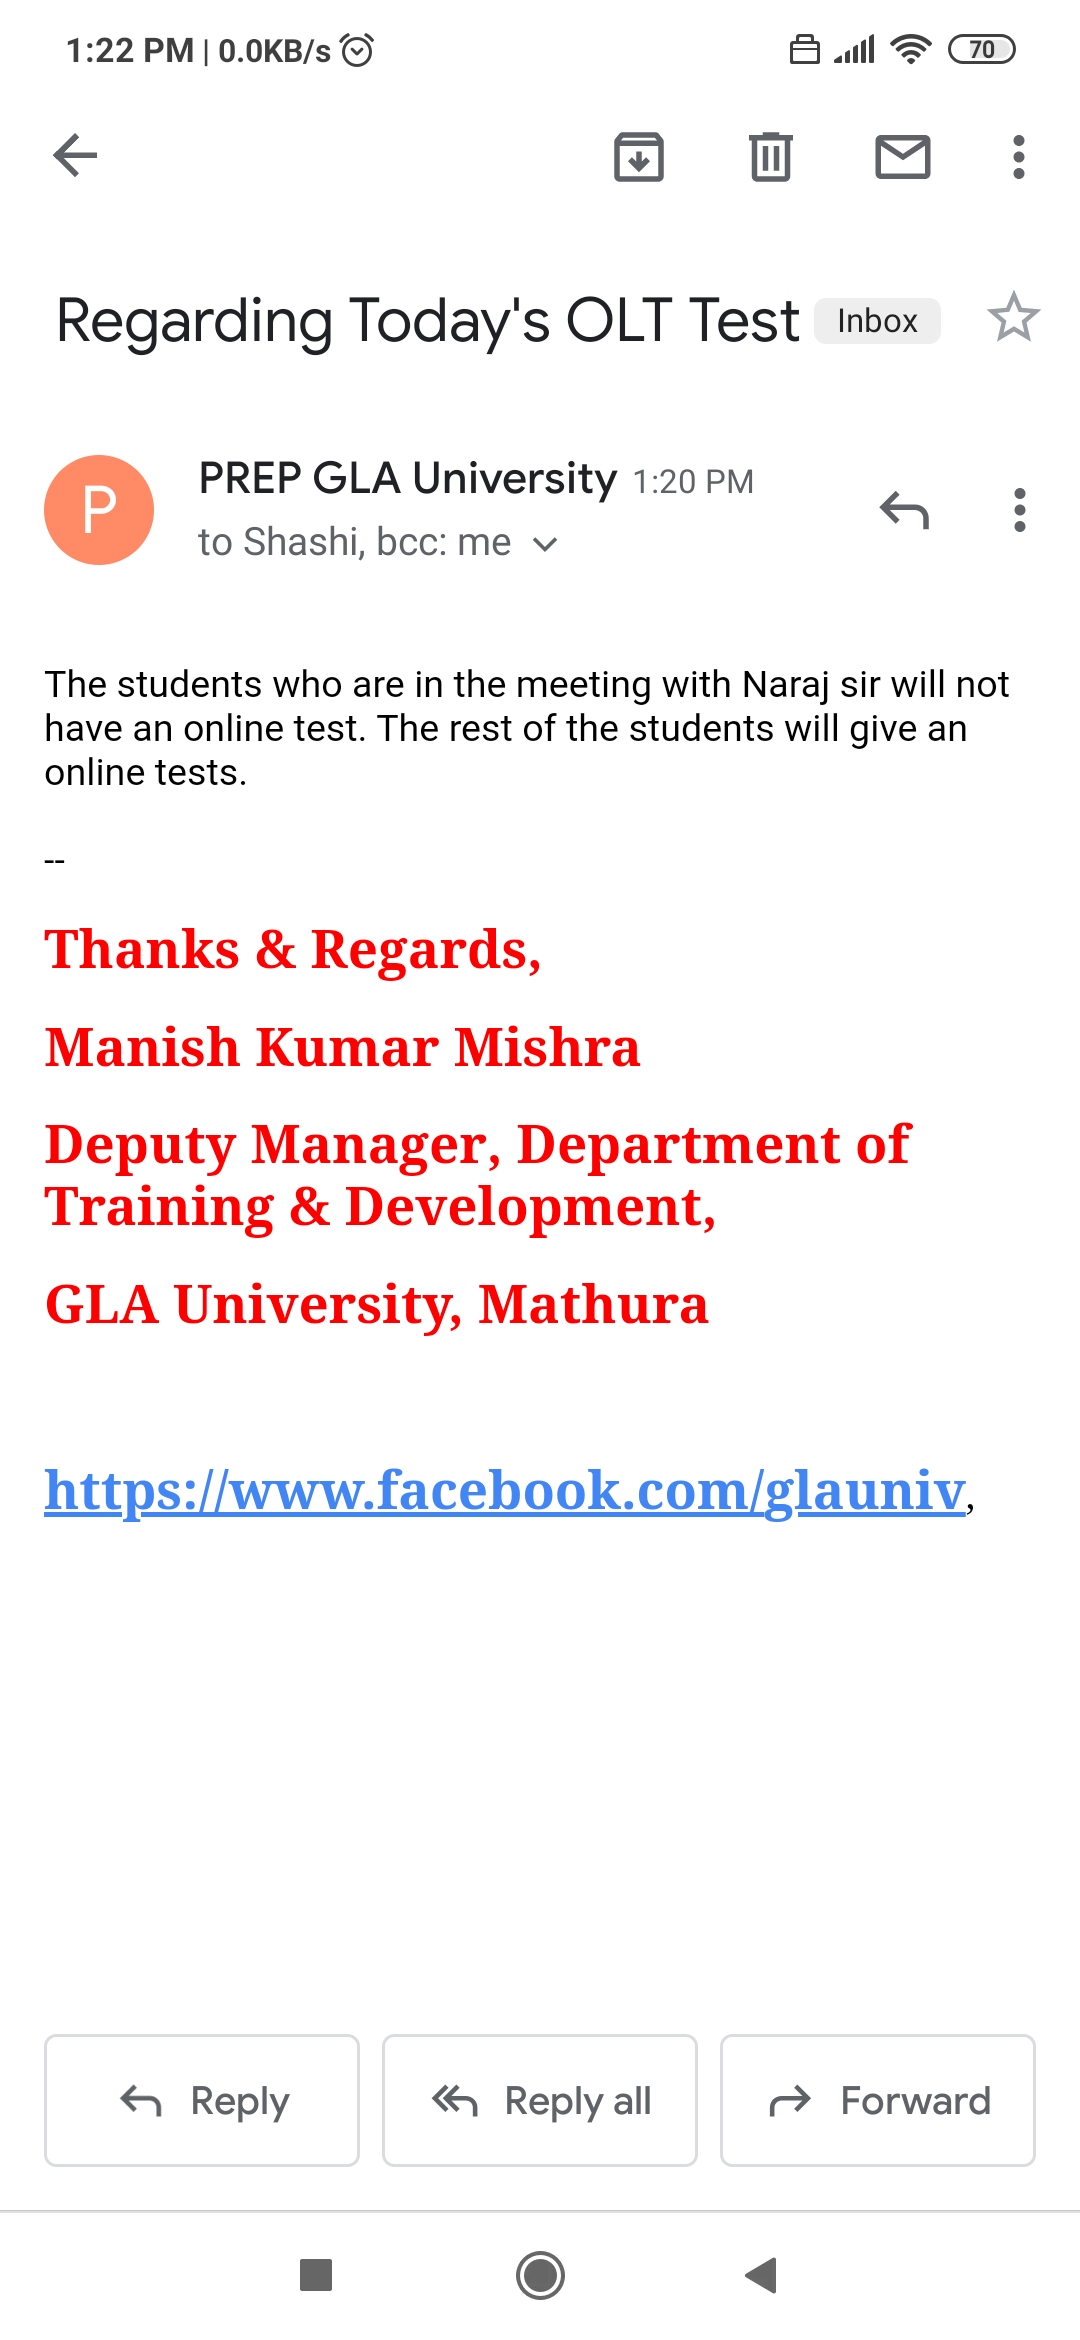 1:22 PM | 0.0KB/s
70
Regarding Today's OLT Test Inbox
P
PREP GLA University 1:20 PM
to Shashi, bcc: me
The students who are in the meeting with Naraj sir will not
have an online test. The rest of the students will give an
online tests.
--
Thanks & Regards,
Manish Kumar Mishra
Deputy Manager, Department of
Training & Development,
GLA University, Mathura
https://www.facebook.com/glauniv,
Reply
Reply all
Forward